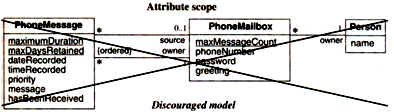 Attribute scope
PhoneMessage
maximumDuration
maxDaysRetained
dateRecorded
timeRecorded
priority
message
hasBeenReceived
*
0..1
source
{ordered}
owner
*
PhoneMailbox
maxMessageCount
phoneNumber
password
greeting
*
1
owner
Person
name
Discouraged model